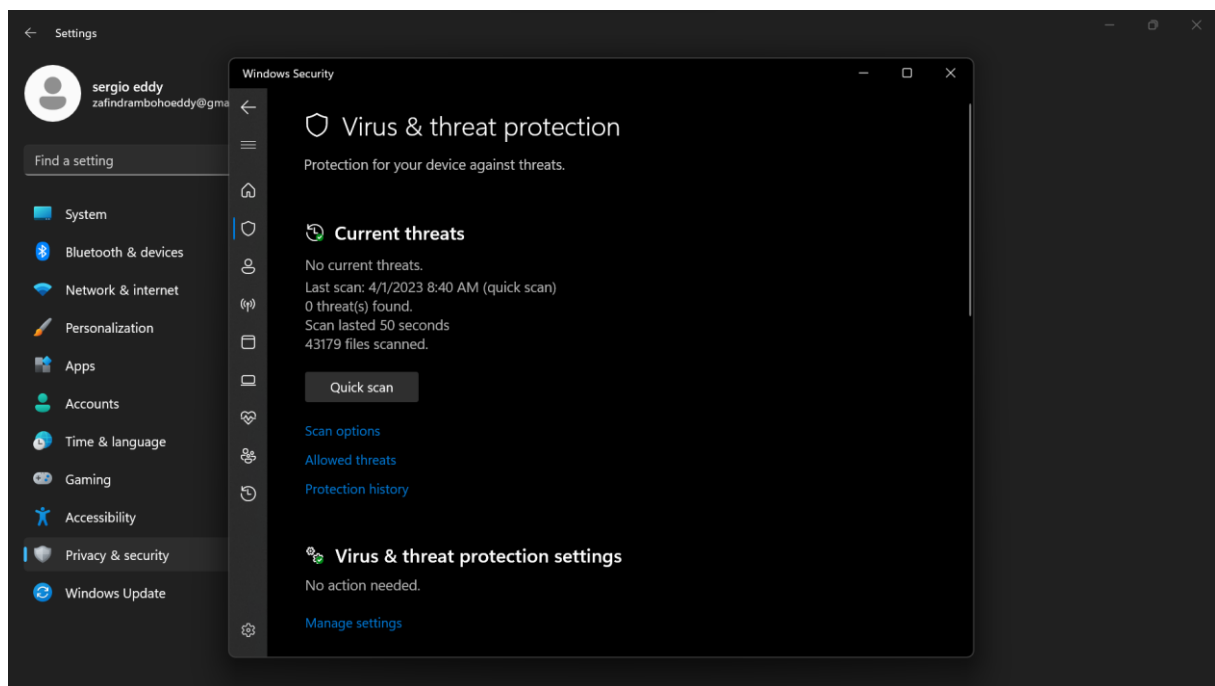 Settings
sergio eddy
zafindrambohoeddy@gma
Find a setting
System
Bluetooth & devices
Network & internet
Personalization
Apps
Accounts
Time & language
Gaming
Accessibility
Privacy & security
Windows Update
Windows Security
Virus & threat protection
Protection for your device against threats.
Current threats
No current threats.
Last scan: 4/1/2023 8:40 AM (quick scan)
0 threat(s) found.
Scan lasted 50 seconds
43179 files scanned.
Quick scan
Scan options
Allowed threats
Protection history
Virus & threat protection settings
No action needed.
Manage settings